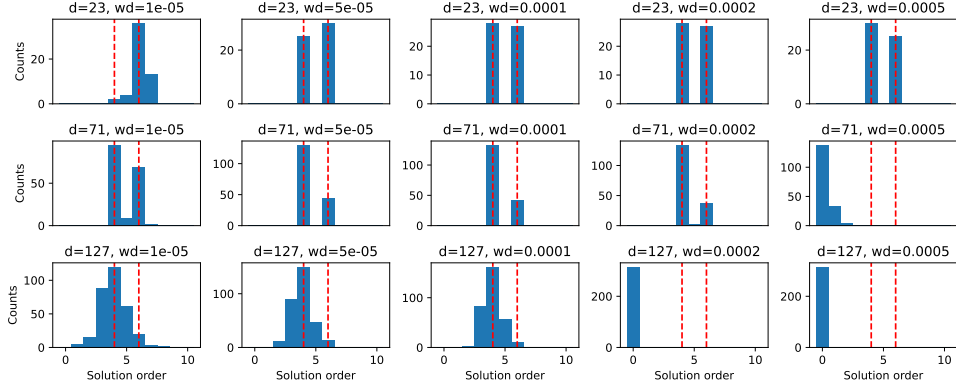 d=23, wd=1e-05
d=23, wd=5e-05
d=23, wd=0.0001
d=23, wd=0.0002
d=23, wd=0.0005
Counts
20
0
20
0
20
0
20
0
20
0
d=71, wd=1e-05
d=71, wd=5e-05
d=71, wd=0.0001
d=71, wd=0.0002
d=71, wd=0.0005
Counts
50
0
100
50
0
100
50
0
100
50
0
100
50
0
d=127, wd=1e-05
d=127, wd=5e-05
d=127, wd=0.0001
d=127, wd=0.0002
d=127, wd=0.0005
Counts
100
50
0
100
0
100
0
200
0
200
0
0 5 10
0 5 10
0 5 10
0 5 10
0 5 10
Solution order
Solution order
Solution order
Solution order
Solution order